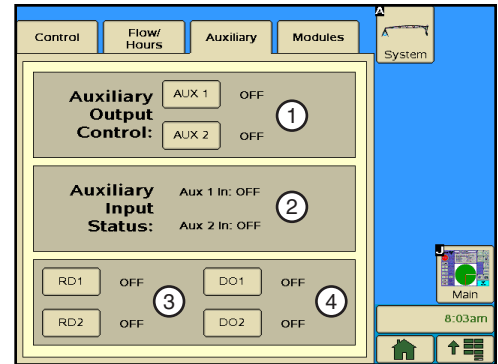 A
Control
Flow/
Hours
Auxiliary
Modules
System
Auxiliary
Output
Control:
AUX 1 OFF
AUX 2 OFF
1
Auxiliary
Input
Status:
Aux 1 In: OFF
Aux 2 In: OFF
2
RD1 OFF
RD2 OFF
3
DO1 OFF
DO2 OFF
4
J
Main
8:03am